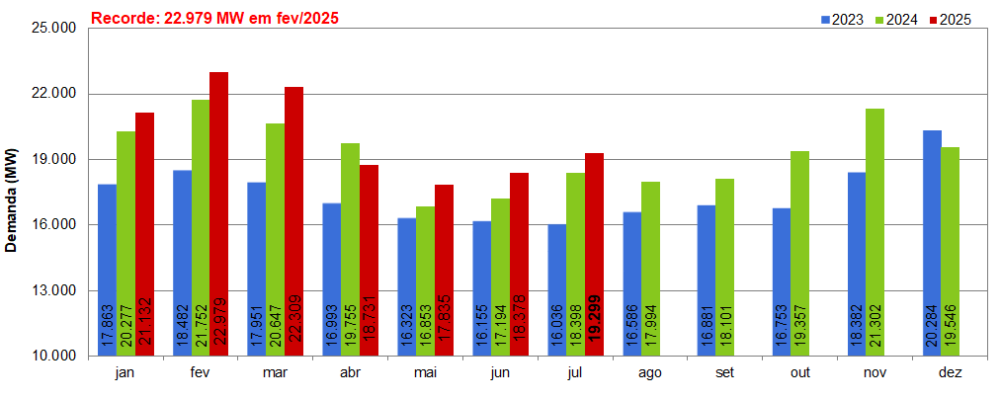 Recorde: 22.979 MW em fev/2025
2023 2024 2025
Demanda (MW)
25.000
22.000
19.000
16.000
13.000
10.000
17.863 20.277 21.132
18.482 21.752 22.979
17.951 20.647 22.309
16.993 19.755 18.731
16.323 16.853 17.835
16.155 17.194 18.378
16.036 18.398 19.299
16.586 17.994
16.881 18.101
16.753 19.357
18.382 21.302
20.284 19.546
jan fev mar abr mai jun jul ago set out nov dez